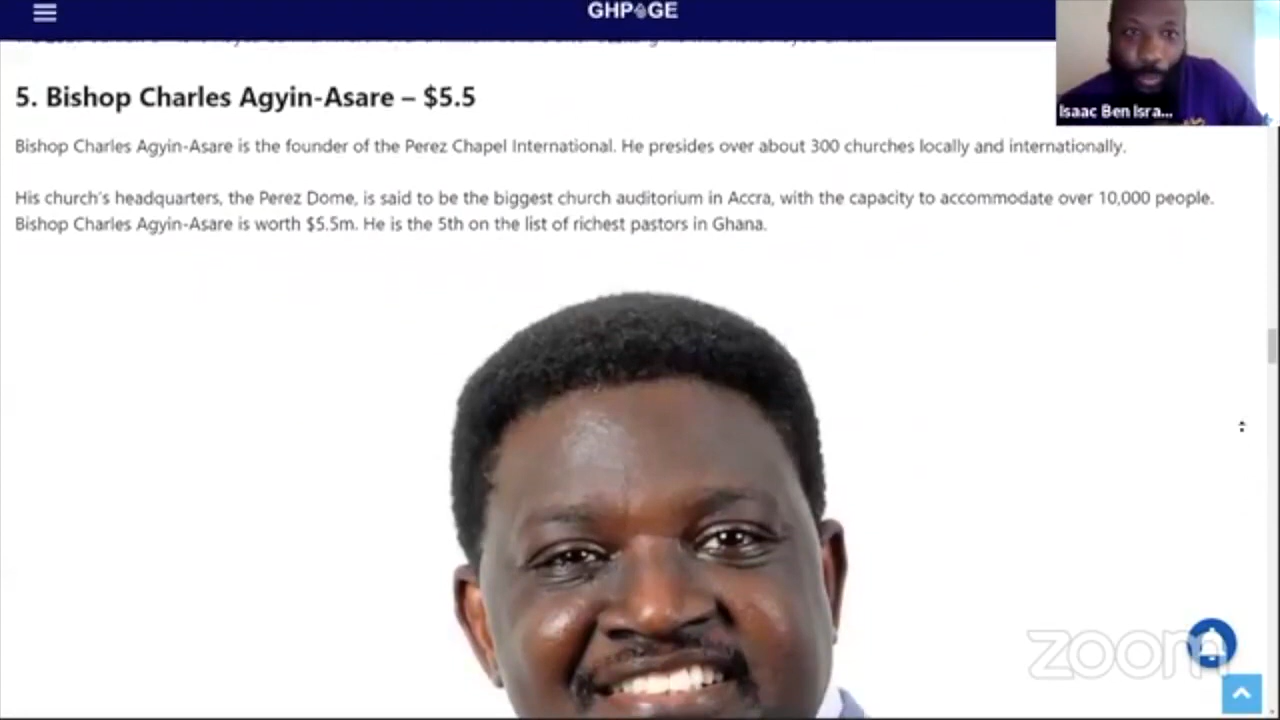 GHPAGE
5. Bishop Charles Agyin-Asare – $5.5
Isaac Ben Isra...
Bishop Charles Agyin-Asare is the founder of the Perez Chapel International. He presides over about 300 churches locally and internationally.
His church's headquarters, the Perez Dome, is said to be the biggest church auditorium in Accra, with the capacity to accommodate over 10,000 people.
Bishop Charles Agyin-Asare is worth $5.5m. He is the 5th on the list of richest pastors in Ghana.
zoom